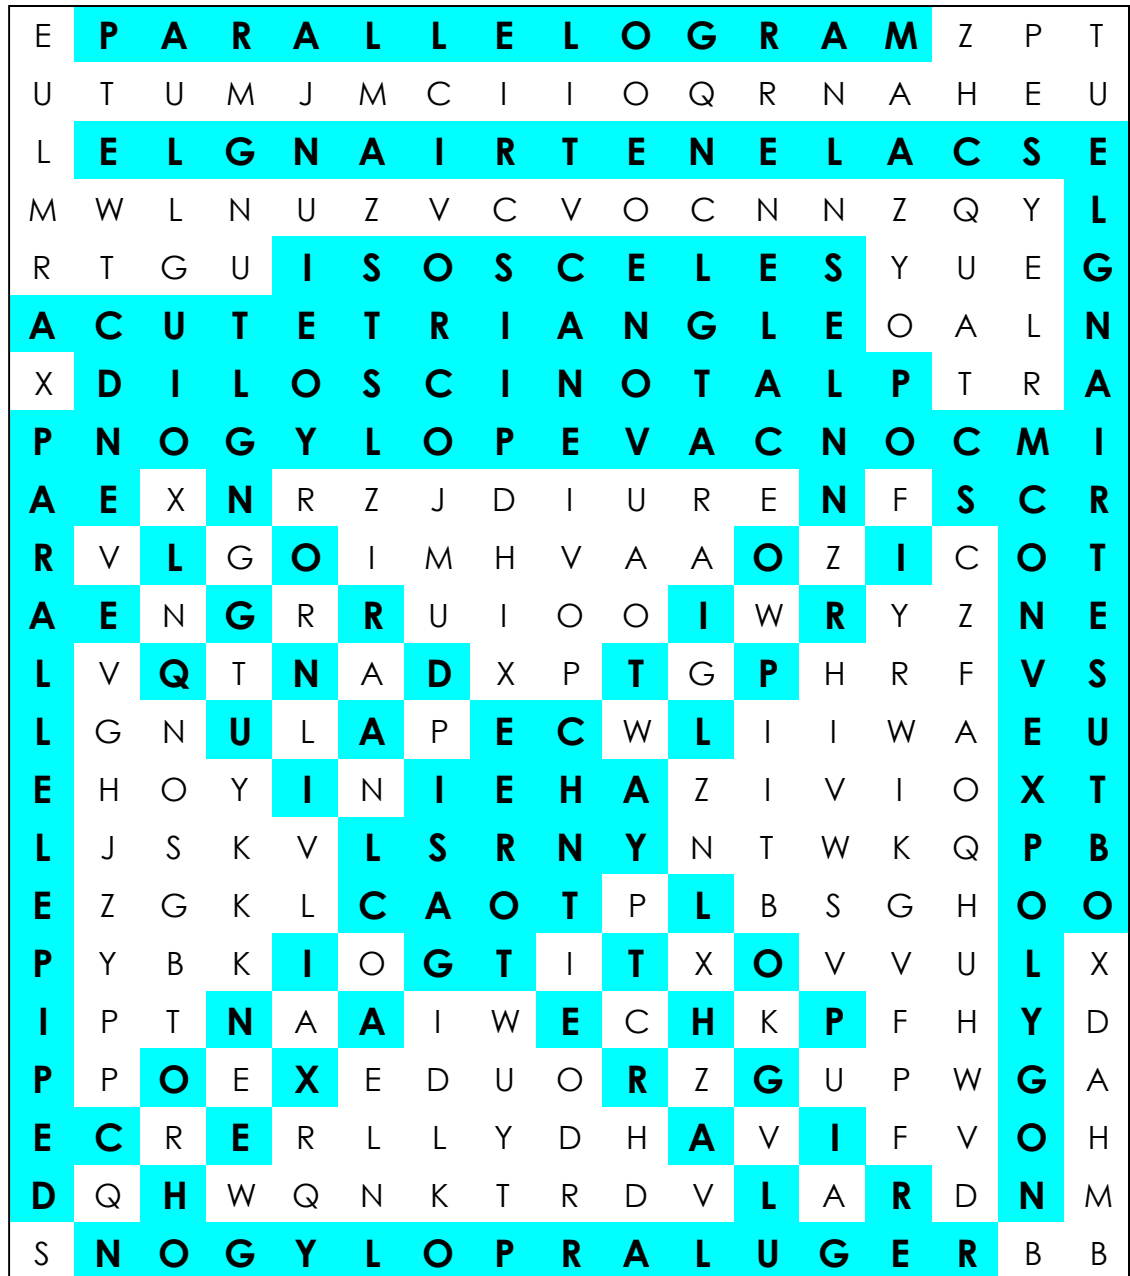 E P A R A L L E L O G R A M Z P T
U T U M J M C I I O Q R N A H E U
L E L G N A I R T E N E L A C S E
M W L N U Z V C V O C N N Z Q Y L
R T G U I S O S C E L E S Y U E G
A C U T E T R I A N G L E O A L N
X D I L O S C I N O T A L P T R A
P N O G Y L O P E V A C N O C M I
A E X N R Z J D I U R E N F S C R
R V L G O I M H V A A O Z I C O T
A E N G R R U I O O I W R Y Z N E
L V Q T N A D X P T G P H R F V S
L G N U L A P E C W L I I W A E U
E H O Y I N I E H A Z I V I O X T
L J S K V L S R N Y N T W K Q P B
E Z G K L C A O T P L B S G H O O
P Y B K I O G T I T X O V V U L X
I P T N A A I W E C H K P F H Y D
P P O E X E D U O R Z G U P W G A
E C R E R L L Y D H A V I F V O H
D Q H W Q N K T R D V L A R D N M
S N O G Y L O P R A L U G E R B B